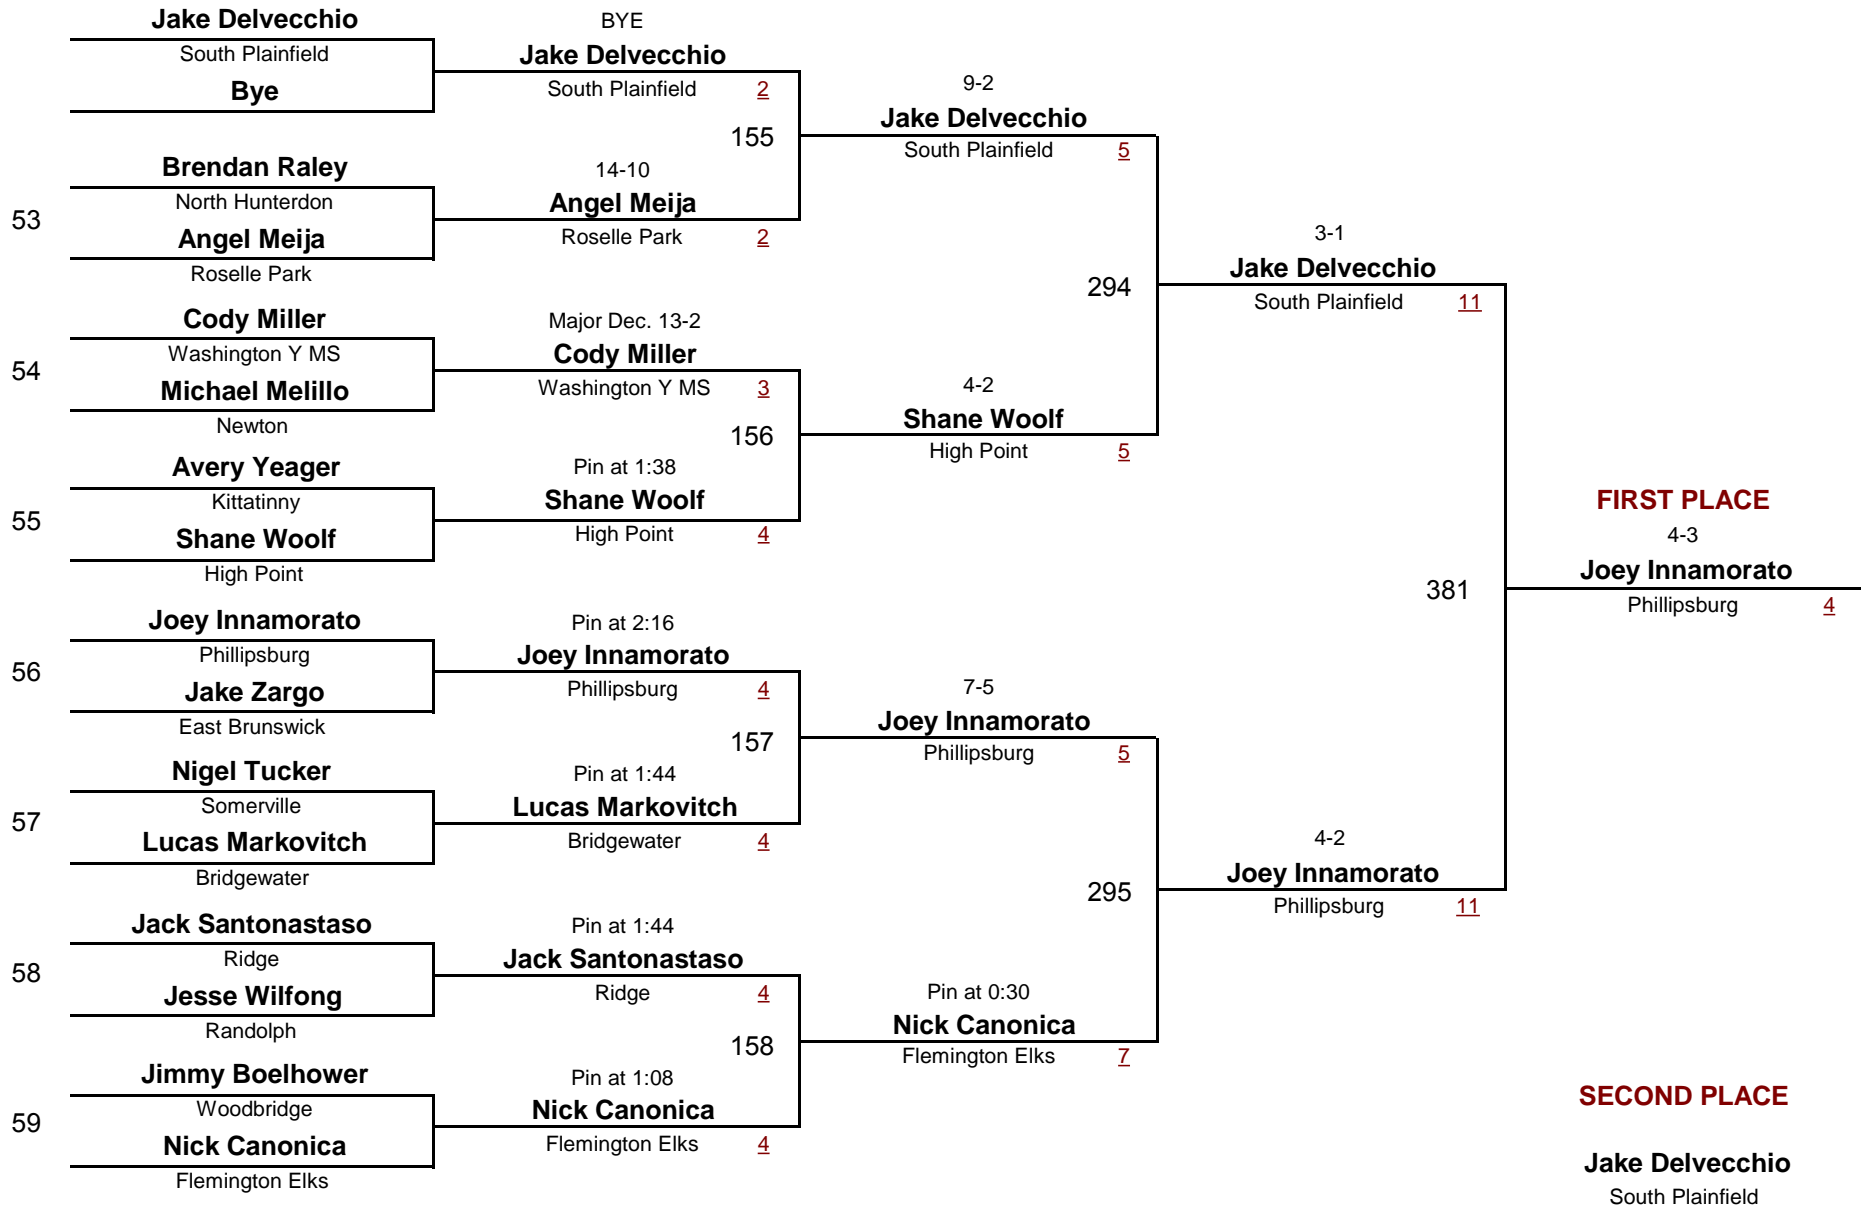 Jake Delvecchio
South Plainfield
Bye
53
Brendan Raley
North Hunterdon
Angel Meija
Roselle Park
54
Cody Miller
Washington Y MS
Michael Melillo
Newton
55
Avery Yeager
Kittatinny
Shane Woolf
High Point
56
Joey Innamorato
Phillipsburg
Jake Zargo
East Brunswick
57
Nigel Tucker
Somerville
Lucas Markovitch
Bridgewater
58
Jack Santonastaso
Ridge
Jesse Wilfong
Randolph
59
Jimmy Boelhower
Woodbridge
Nick Canonica
Flemington Elks
BYE
Jake Delvecchio
South Plainfield 2
155
14-10
Angel Meija
Roselle Park 2
Major Dec. 13-2
Cody Miller
Washington Y MS 3
156
Pin at 1:38
Shane Woolf
High Point 4
Pin at 2:16
Joey Innamorato
Phillipsburg 4
157
Pin at 1:44
Lucas Markovitch
Bridgewater 4
Pin at 1:44
Jack Santonastaso
Ridge 4
158
Pin at 1:08
Nick Canonica
Flemington Elks 4
9-2
Jake Delvecchio
South Plainfield 5
294
4-2
Shane Woolf
High Point 5
7-5
Joey Innamorato
Phillipsburg 5
295
Pin at 0:30
Nick Canonica
Flemington Elks 7
3-1
Jake Delvecchio
South Plainfield 11
381
4-2
Joey Innamorato
Phillipsburg 11
FIRST PLACE
4-3
Joey Innamorato
Phillipsburg 4
SECOND PLACE
Jake Delvecchio
South Plainfield